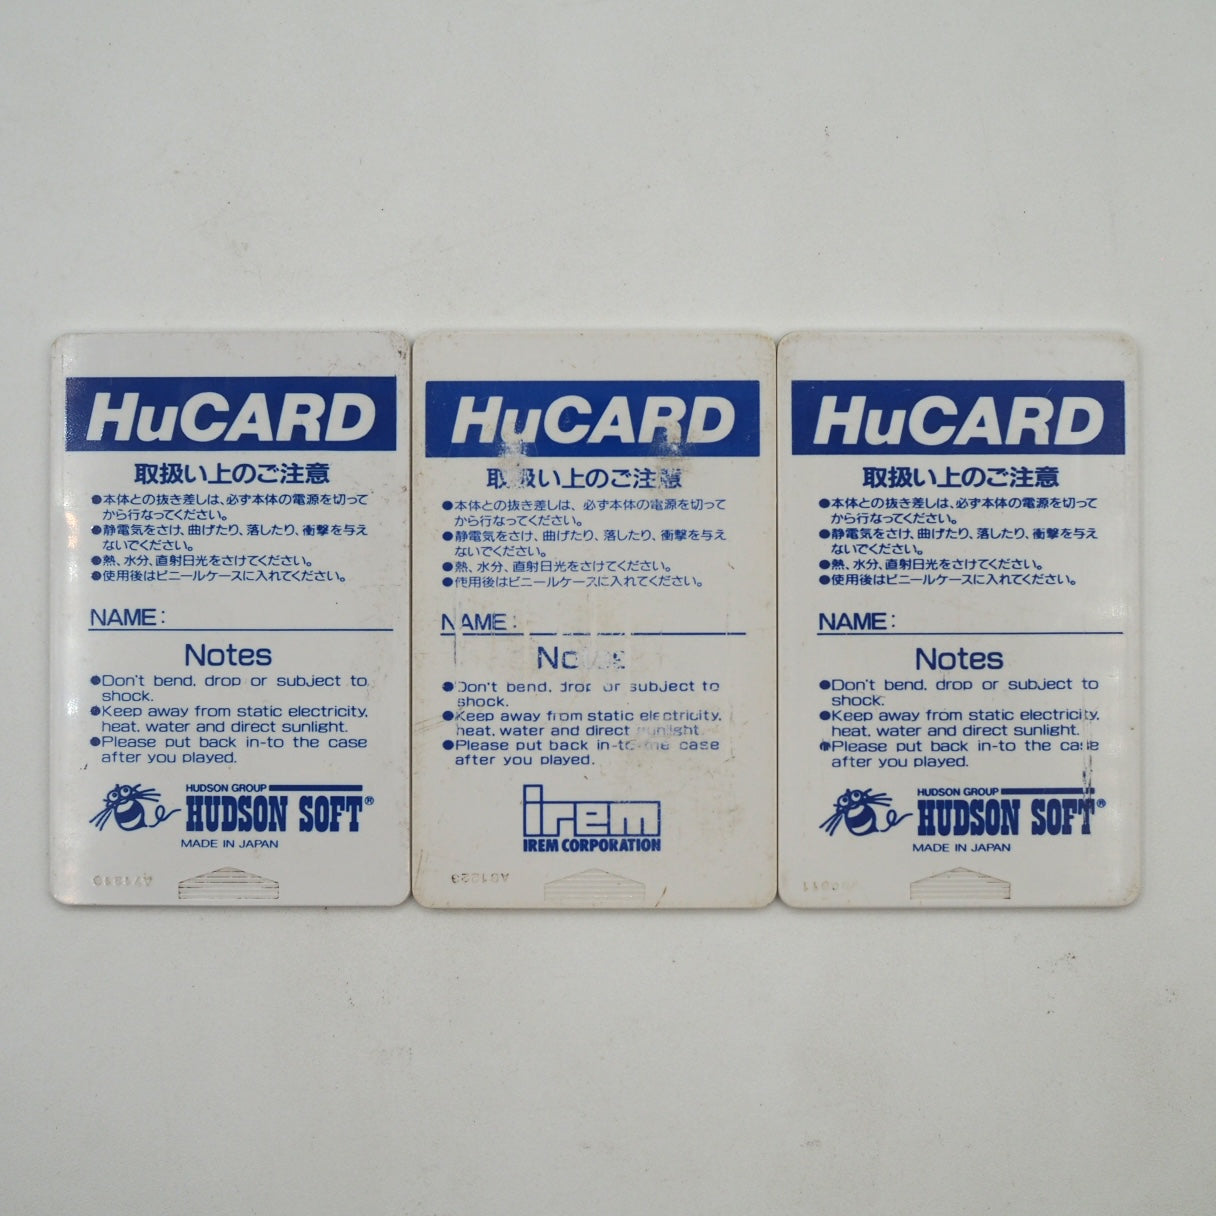 HuCARD
取扱い上のご注意
●本体との抜き差しは、必ず本体の電源を切って
から行なってください。
●静電気をさけ、曲げたり、落したり、衝撃を与え
ないでください。
●熱、水分、直射日光をさけてください。
●使用後はビニールケースに入れてください。
NAME:
Notes
●Don't bend, drop or subject to
shock.
●Keep away from static electricity,
heat, water and direct sunlight.
●Please put back in-to the case
after you played.
HUDSON GROUP
HUDSON SOFT®
MADE IN JAPAN
HuCARD
取扱い上のご注意
●本体との抜き差しは、必ず本体の電源を切って
から行なってください。
●静電気をさけ、曲げたり、落したり、衝撃を与え
ないでください。
●熱、水分、直射日光をさけてください。
●使用後はビニールケースに入れてください。
NAME:
Notes
●Don't bend, drop or subject to
shock.
●Keep away from static electricity,
heat, water and direct sunlight.
●Please put back in-to the case
after you played.
irem
IREM CORPORATION
A81223
HuCARD
取扱い上のご注意
●本体との抜き差しは、必ず本体の電源を切って
から行なってください。
●静電気をさけ、曲げたり、落したり、衝撃を与え
ないでください。
●熱、水分、直射日光をさけてください。
●使用後はビニールケースに入れてください。
NAME:
Notes
●Don't bend, drop or subject to
shock.
●Keep away from static electricity,
heat, water and direct sunlight.
●Please put back in-to the case
after you played.
HUDSON GROUP
HUDSON SOFT®
MADE IN JAPAN